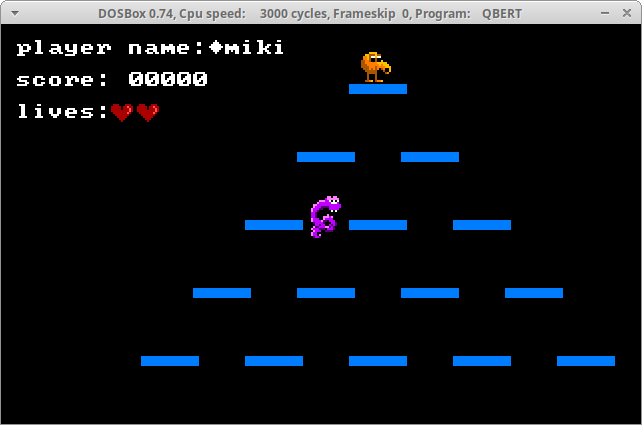 DOSBox 0.74, Cpu speed:    3000 cycles, Frameskip  0, Program:    QBERT
player name:♦miki
score: 00000
lives: